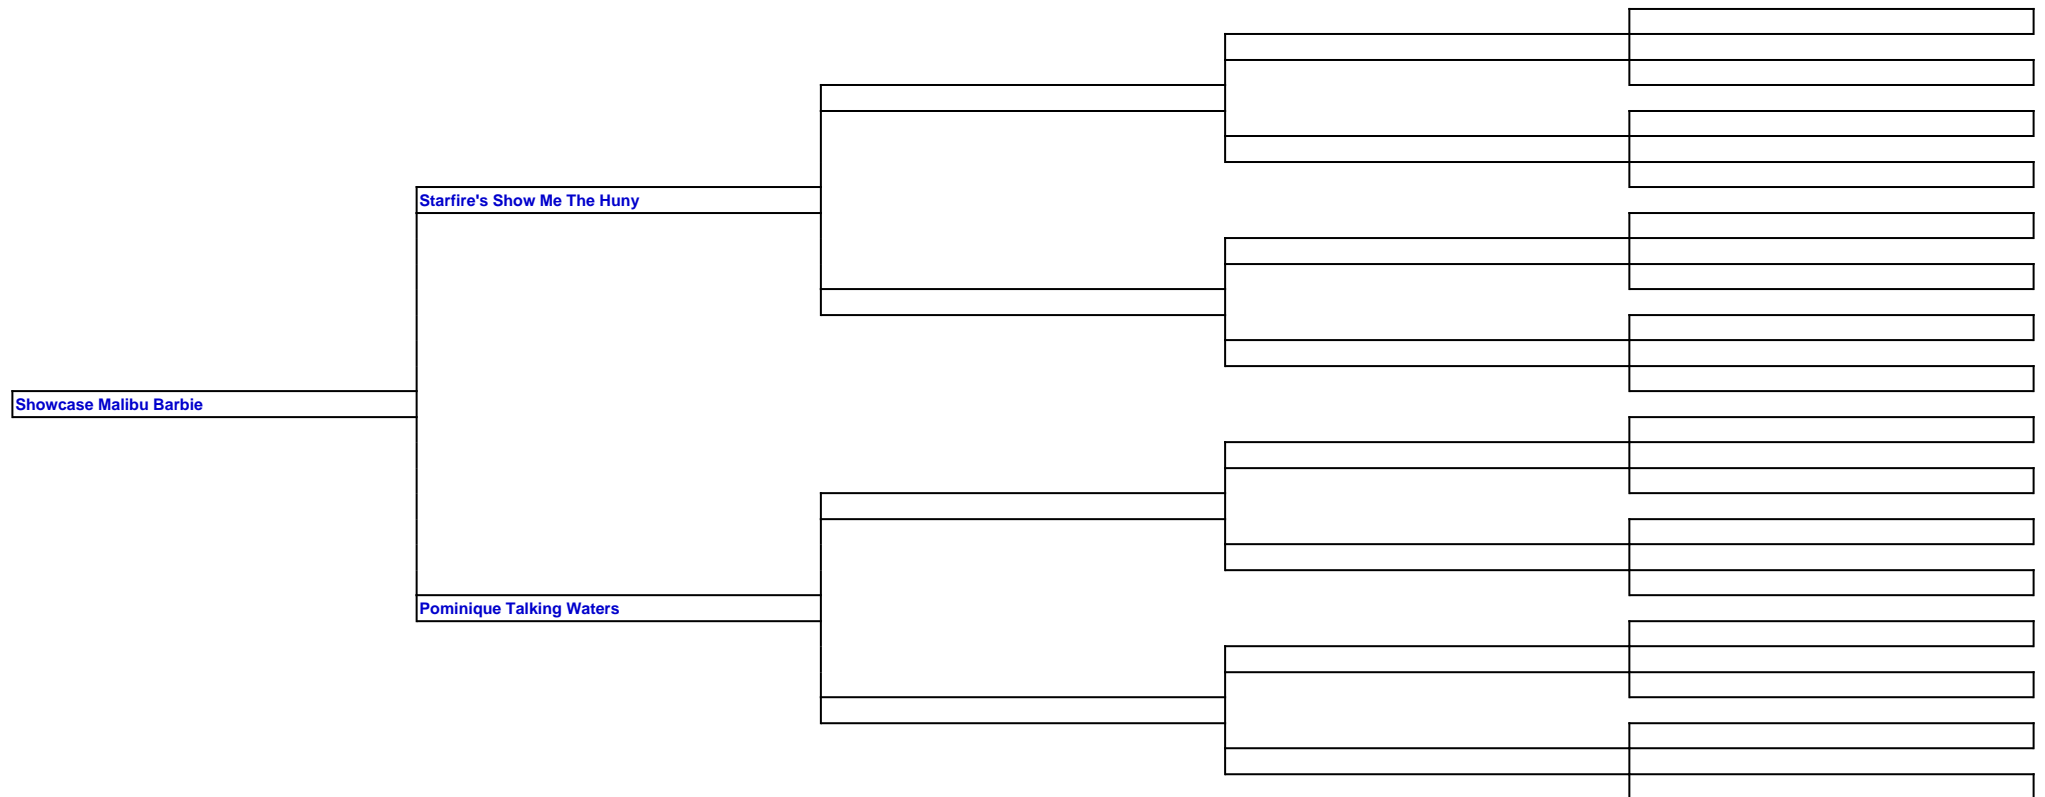 Starfire's Show Me The Huny
Showcase Malibu Barbie
Pominique Talking Waters